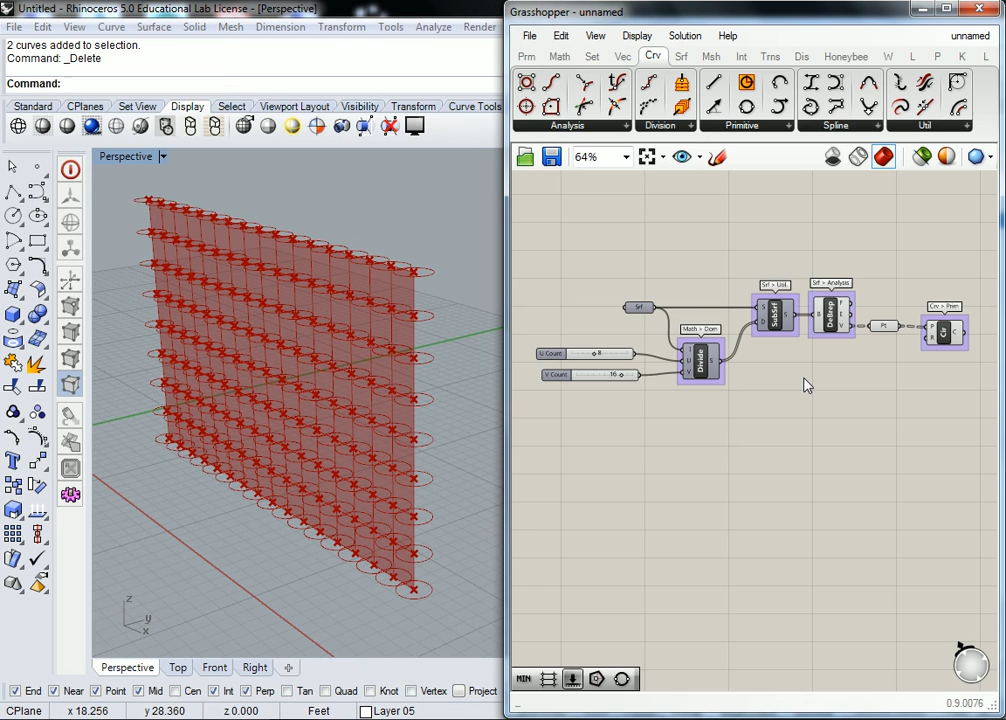 Untitled - Rhinoceros 5.0 Educational Lab License - [Perspective]
File Edit View Curve Surface Solid Mesh Dimension Transform Tools Analyze Render
2 curves added to selection.
Command: _Delete
Command:
Standard CPlanes Set View Display Select Viewport Layout Visibility Transform Curve Tools
Perspective
z
y
x
Perspective Top Front Right
End Near Point Mid Cen Int Perp Tan Quad Knot Vertex Project
CPlane x 18.256 y 28.360 z 0.000 Feet Layer 05
Grasshopper - unnamed
File Edit View Display Solution Help unnamed
Prm Math Set Vec Crv Srf Msh Int Trns Dis Honeybee W L P K L
Analysis Division Primitive Spline Util
64%
Srf > Util.
Srf > Analysis
Srf
S
D
SubSrf
S
B
DeBrep
F
E
V
Pt
Crv > Prim
P
R
Cir
C
Math > Dom
U Count 8
V Count 16
I
U
V
Divide
S
MIN
0.9.0076